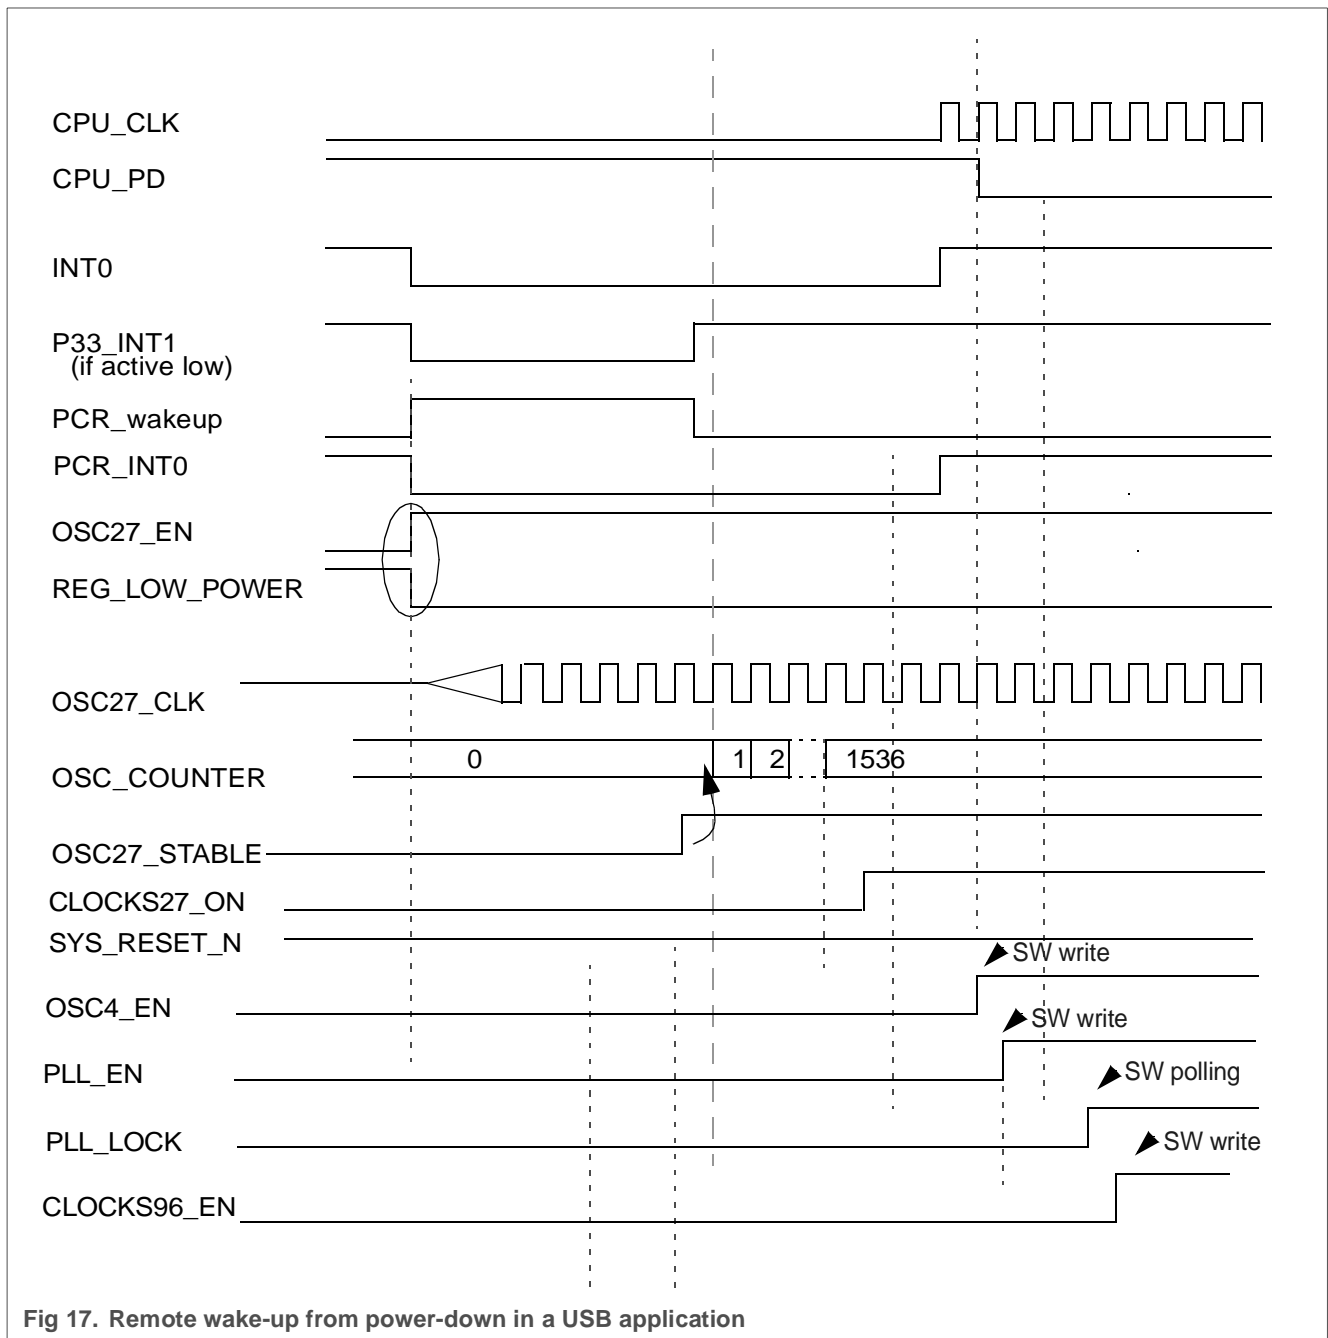 CPU_CLK
CPU_PD
INT0
P33_INT1
(if active low)
PCR_wakeup
PCR_INT0
OSC27_EN
REG_LOW_POWER
OSC27_CLK
OSC_COUNTER 0 1 2 1536
OSC27_STABLE
CLOCKS27_ON
SYS_RESET_N
SW write
OSC4_EN
SW write
PLL_EN
SW polling
PLL_LOCK
SW write
CLOCKS96_EN
Fig 17. Remote wake-up from power-down in a USB application